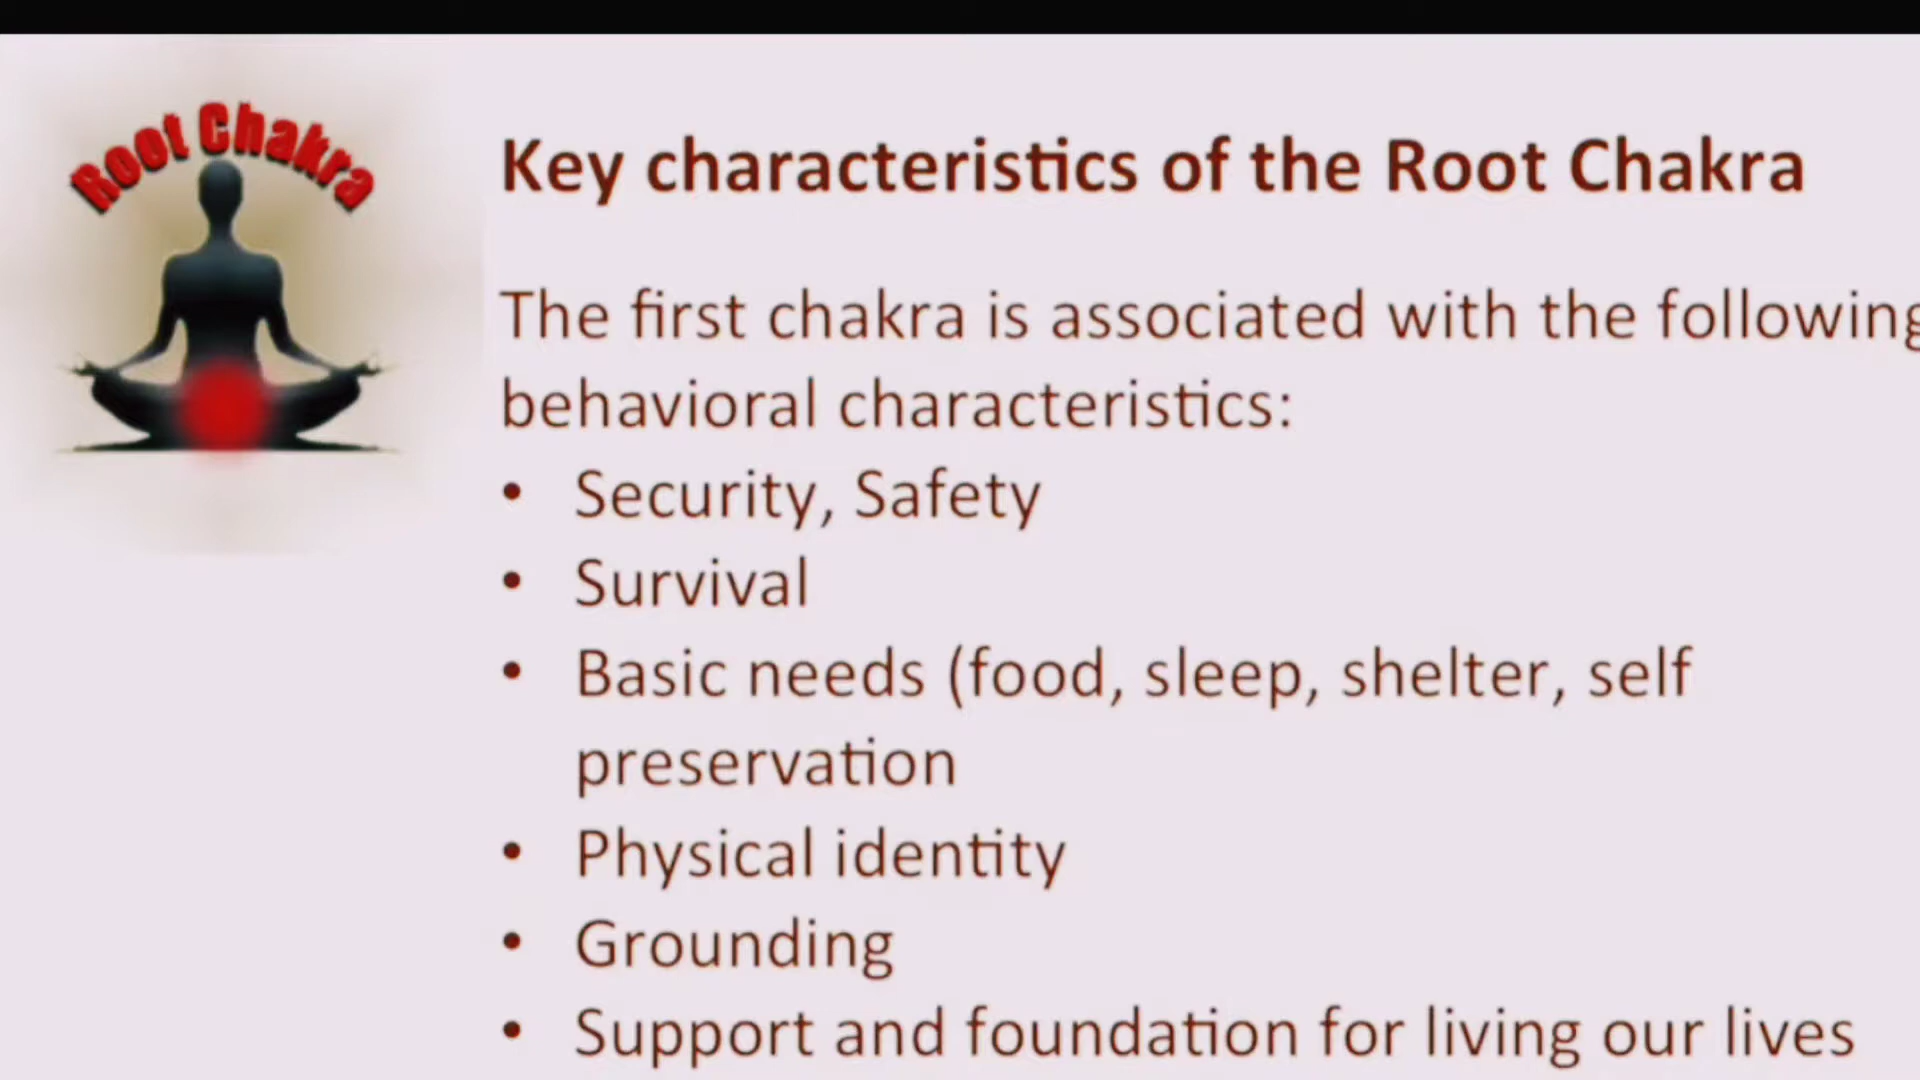 Root Chakra
Key characteristics of the Root Chakra
The first chakra is associated with the following
behavioral characteristics:
• Security, Safety
• Survival
• Basic needs (food, sleep, shelter, self
preservation
• Physical identity
• Grounding
• Support and foundation for living our lives